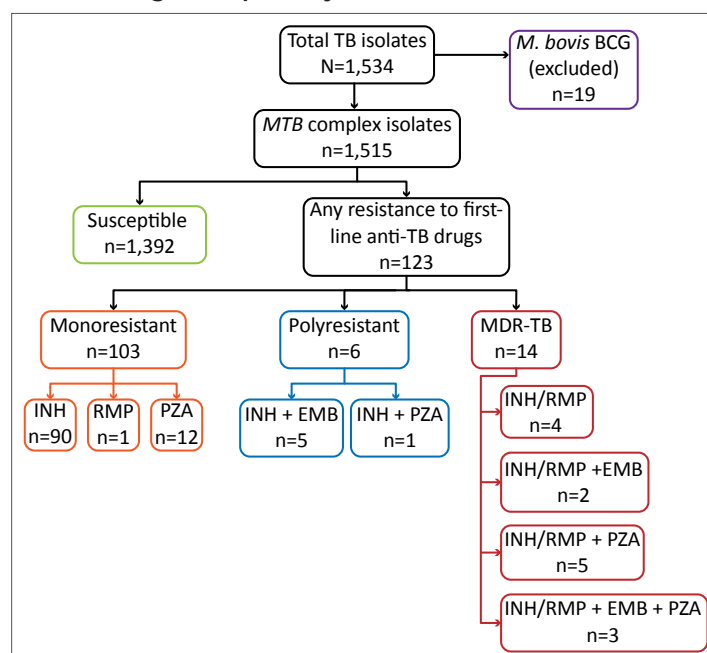 Total TB isolates
N=1,534
M. bovis BCG
(excluded)
n=19
MTB complex isolates
n=1,515
Susceptible
n=1,392
Any resistance to first-
line anti-TB drugs
n=123
Monoresistant
n=103
Polyresistant
n=6
MDR-TB
n=14
INH
n=90
RMP
n=1
PZA
n=12
INH + EMB
n=5
INH + PZA
n=1
INH/RMP
n=4
INH/RMP +EMB
n=2
INH/RMP + PZA
n=5
INH/RMP + EMB + PZA
n=3